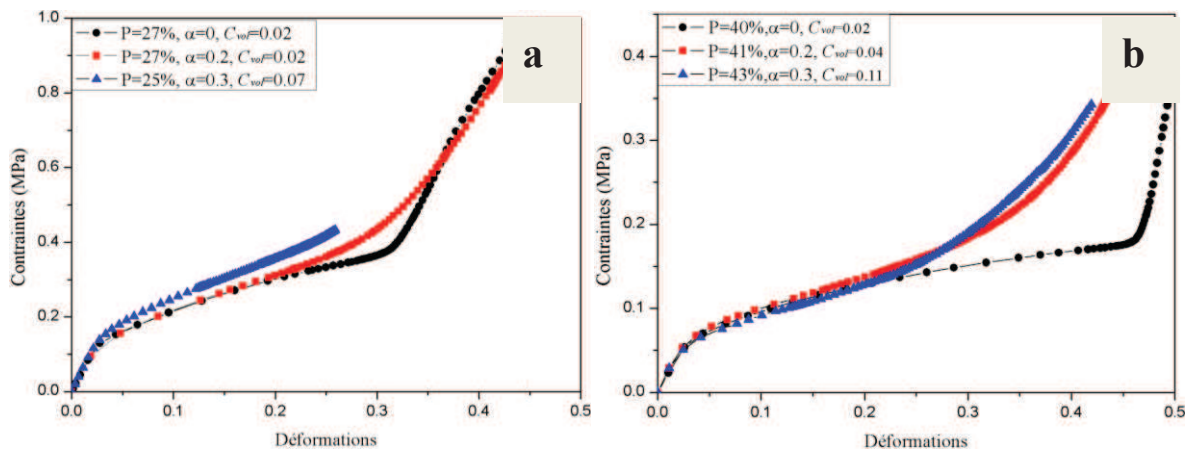 P=27%, α=0, Cvol=0.02
P=27%, α=0.2, Cvol=0.02
P=25%, α=0.3, Cvol=0.07
a
Contraintes (MPa)
1.0
0.8
0.6
0.4
0.2
0.0
0.0 0.1 0.2 0.3 0.4 0.5
Déformations
P=40%,α=0, Cvol=0.02
P=41%,α=0.2, Cvol=0.04
P=43%,α=0.3, Cvol=0.11
b
Contraintes (MPa)
0.4
0.3
0.2
0.1
0.0
0.0 0.1 0.2 0.3 0.4 0.5
Déformations